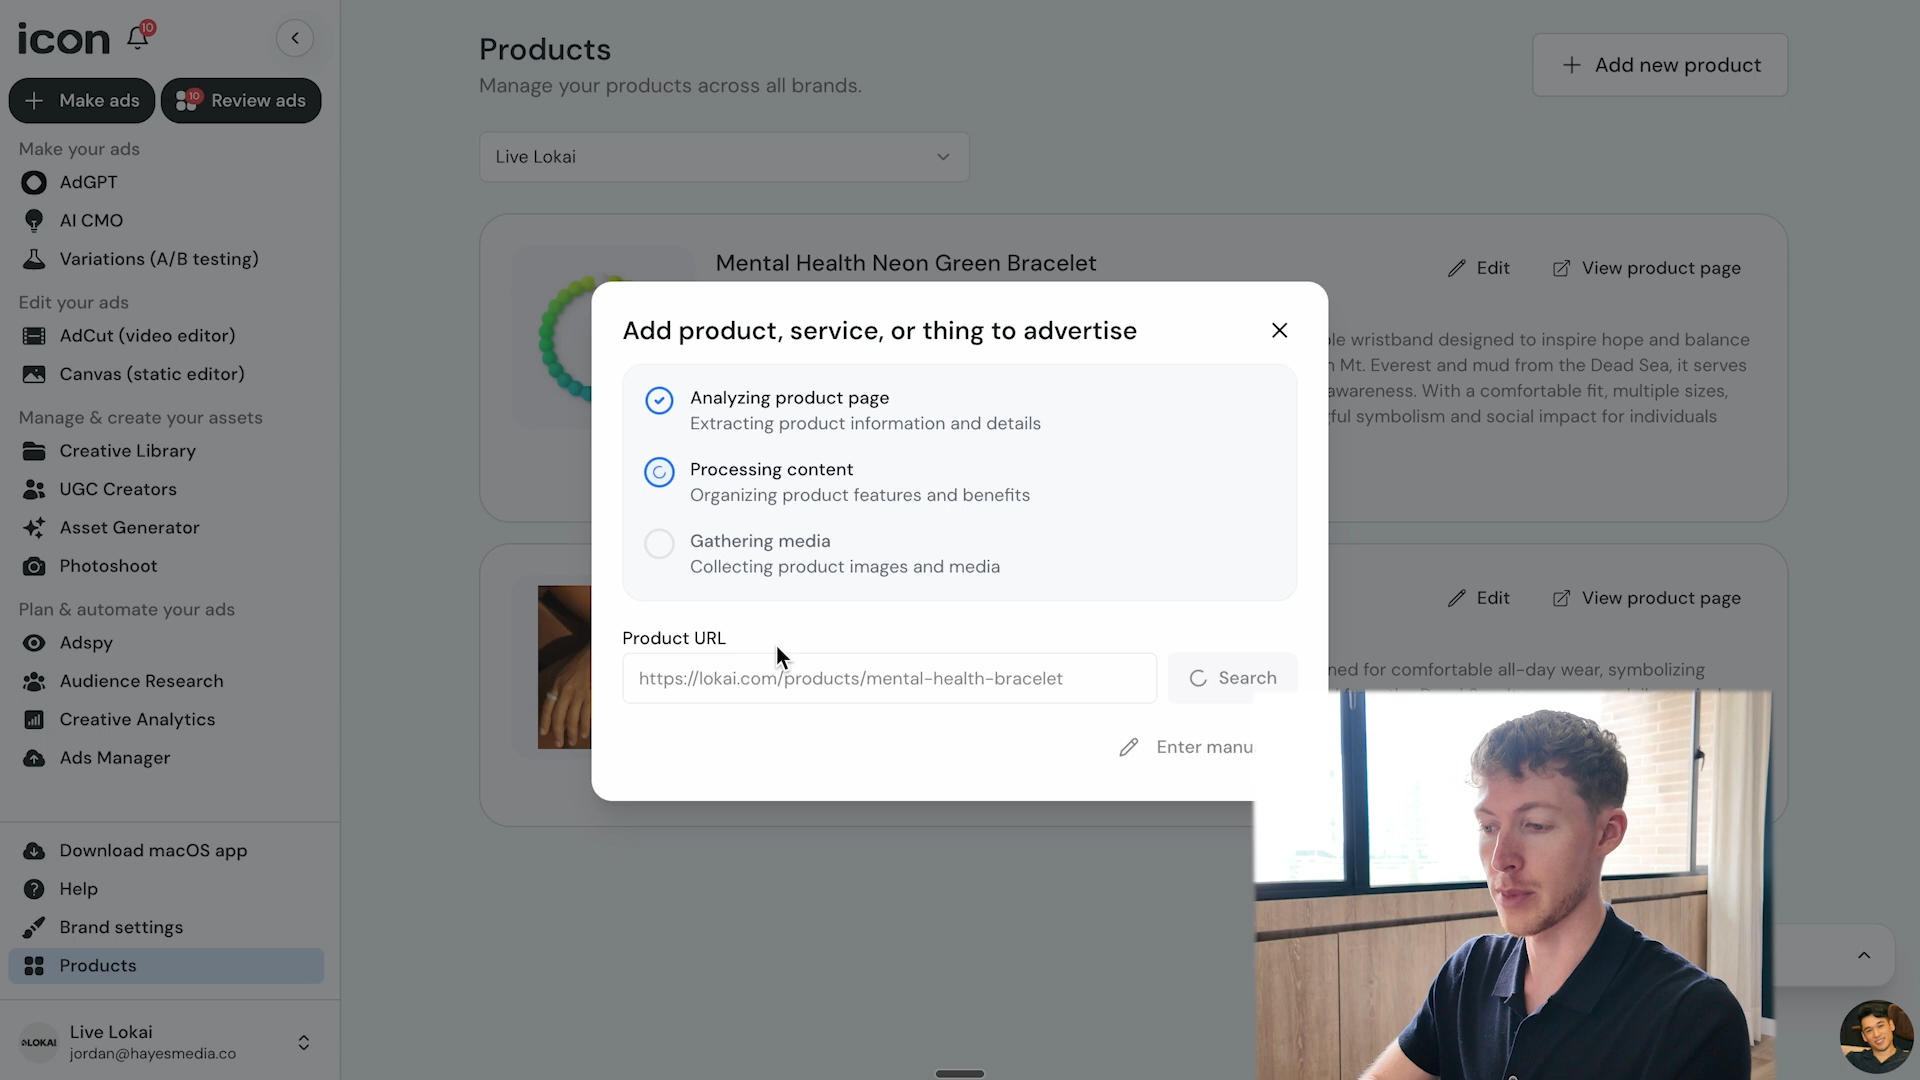 icon
10
Make ads
10
Review ads
Make your ads
AdGPT
AI CMO
Variations (A/B testing)
Edit your ads
AdCut (video editor)
Canvas (static editor)
Manage & create your assets
Creative Library
UGC Creators
Asset Generator
Photoshoot
Plan & automate your ads
Adspy
Audience Research
Creative Analytics
Ads Manager
Download macOS app
Help
Brand settings
Products
LOKAI
Live Lokai
jordan@hayesmedia.co
Products
Manage your products across all brands.
Add new product
Live Lokai
Mental Health Neon Green Bracelet
Edit
View product page
le wristband designed to inspire hope and balance
Mt. Everest and mud from the Dead Sea, it serves
awareness. With a comfortable fit, multiple sizes,
ful symbolism and social impact for individuals
Add product, service, or thing to advertise
Analyzing product page
Extracting product information and details
Processing content
Organizing product features and benefits
Gathering media
Collecting product images and media
Product URL
https://lokai.com/products/mental-health-bracelet
Search
Enter manu
Edit
View product page
ned for comfortable all-day wear, symbolizing